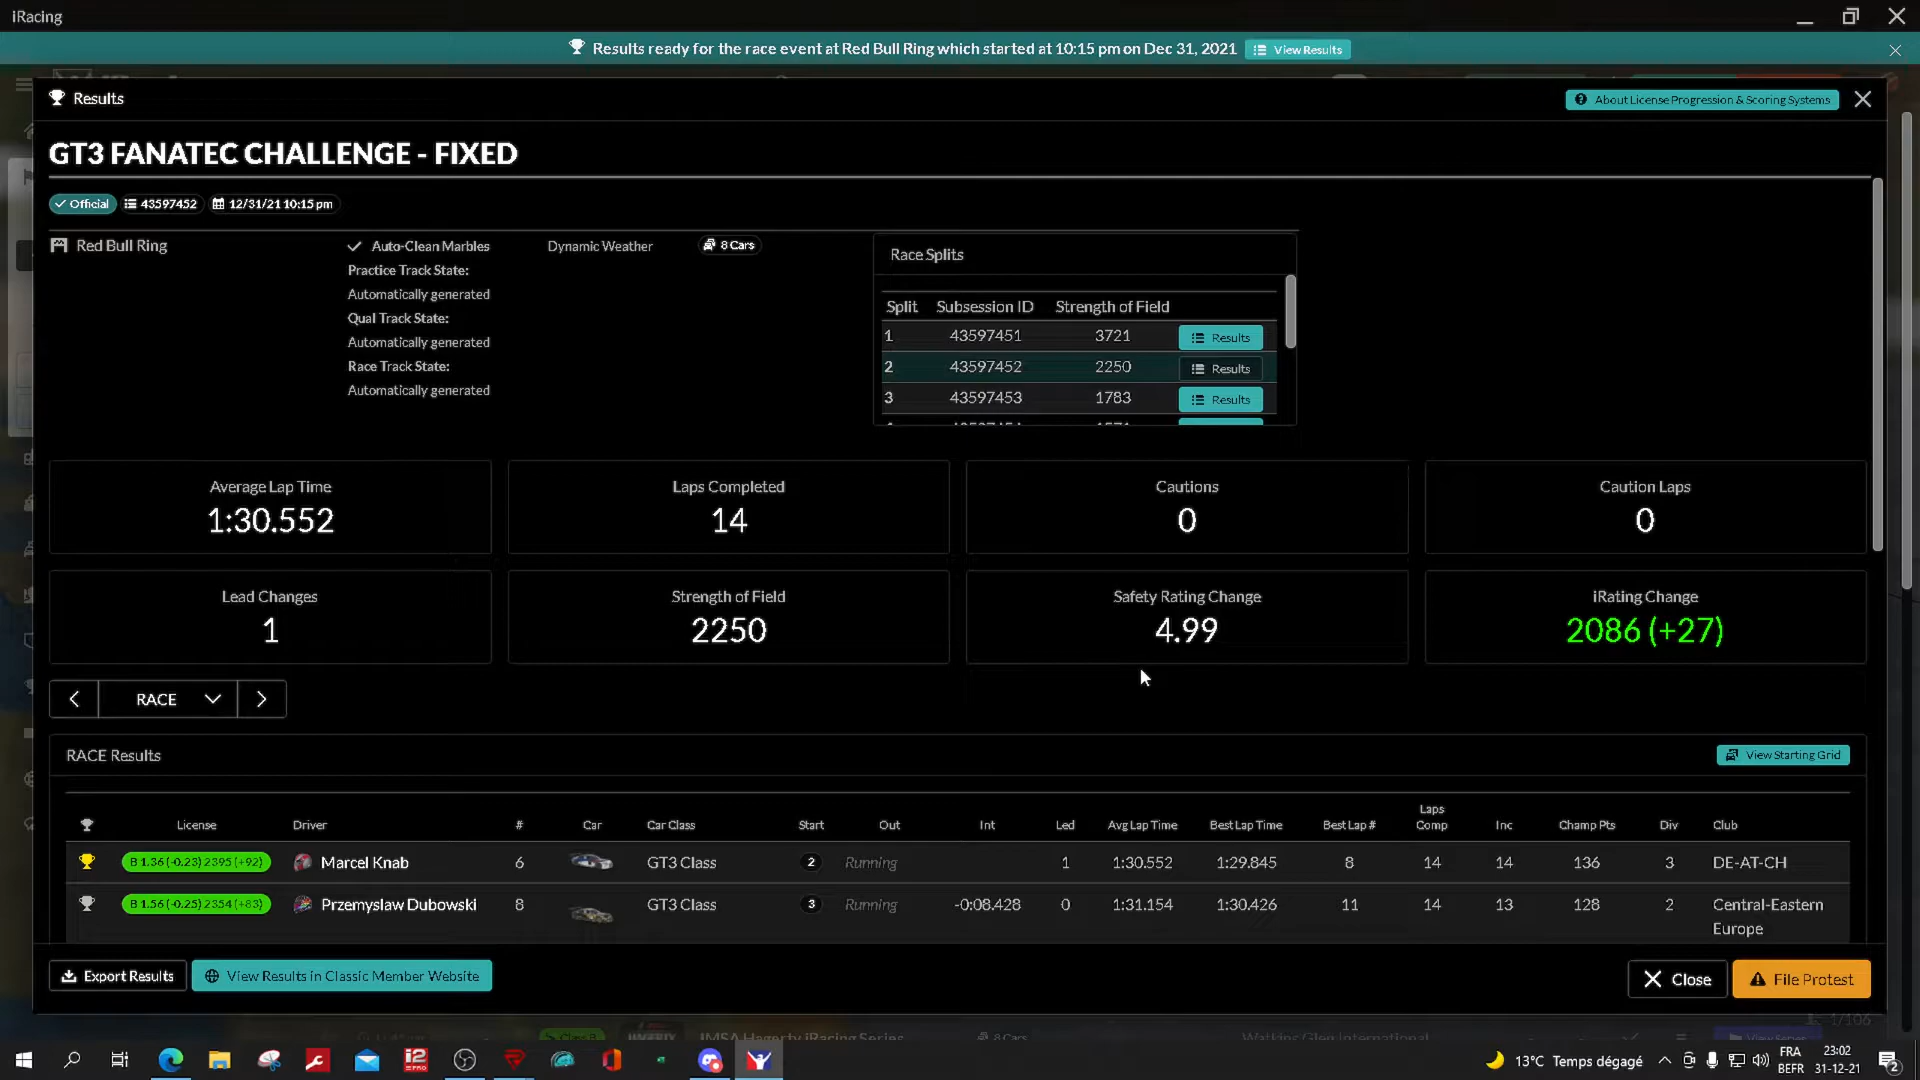 iRacing
Results ready for the race event at Red Bull Ring which started at 10:15 pm on Dec 31, 2021 View Results
Results About License Progression & Scoring Systems
GT3 FANATEC CHALLENGE - FIXED
Official 43597452 12/31/21 10:15 pm
Red Bull Ring Auto-Clean Marbles Dynamic Weather 8 Cars
Practice Track State:
Automatically generated
Qual Track State:
Automatically generated
Race Track State:
Automatically generated
Race Splits
Split Subsession ID Strength of Field
1 43597451 3721 Results
2 43597452 2250 Results
3 43597453 1783 Results
Average Lap Time Laps Completed Cautions Caution Laps
1:30.552 14 0 0
Lead Changes Strength of Field Safety Rating Change iRating Change
1 2250 4.99 2086 (+27)
RACE
RACE Results View Starting Grid
License Driver # Car Car Class Start Out Int Led Avg Lap Time Best Lap Time Best Lap # Laps Comp Inc Champ Pts Div Club
B 1.36 (-0.23) 2395 (+92) Marcel Knab 6 GT3 Class 2 Running 1 1:30.552 1:29.845 8 14 14 136 3 DE-AT-CH
B 1.56 (-0.25) 2354 (+83) Przemyslaw Dubowski 8 GT3 Class 3 Running -0:08.428 0 1:31.154 1:30.426 11 14 13 128 2 Central-Eastern Europe
Export Results View Results in Classic Member Website Close File Protest
IMSA Hagerty iRacing Series 8 Cars Watkins Glen International
13°C Temps dégagé FRA 23:02
BEFR 31-12-21 2